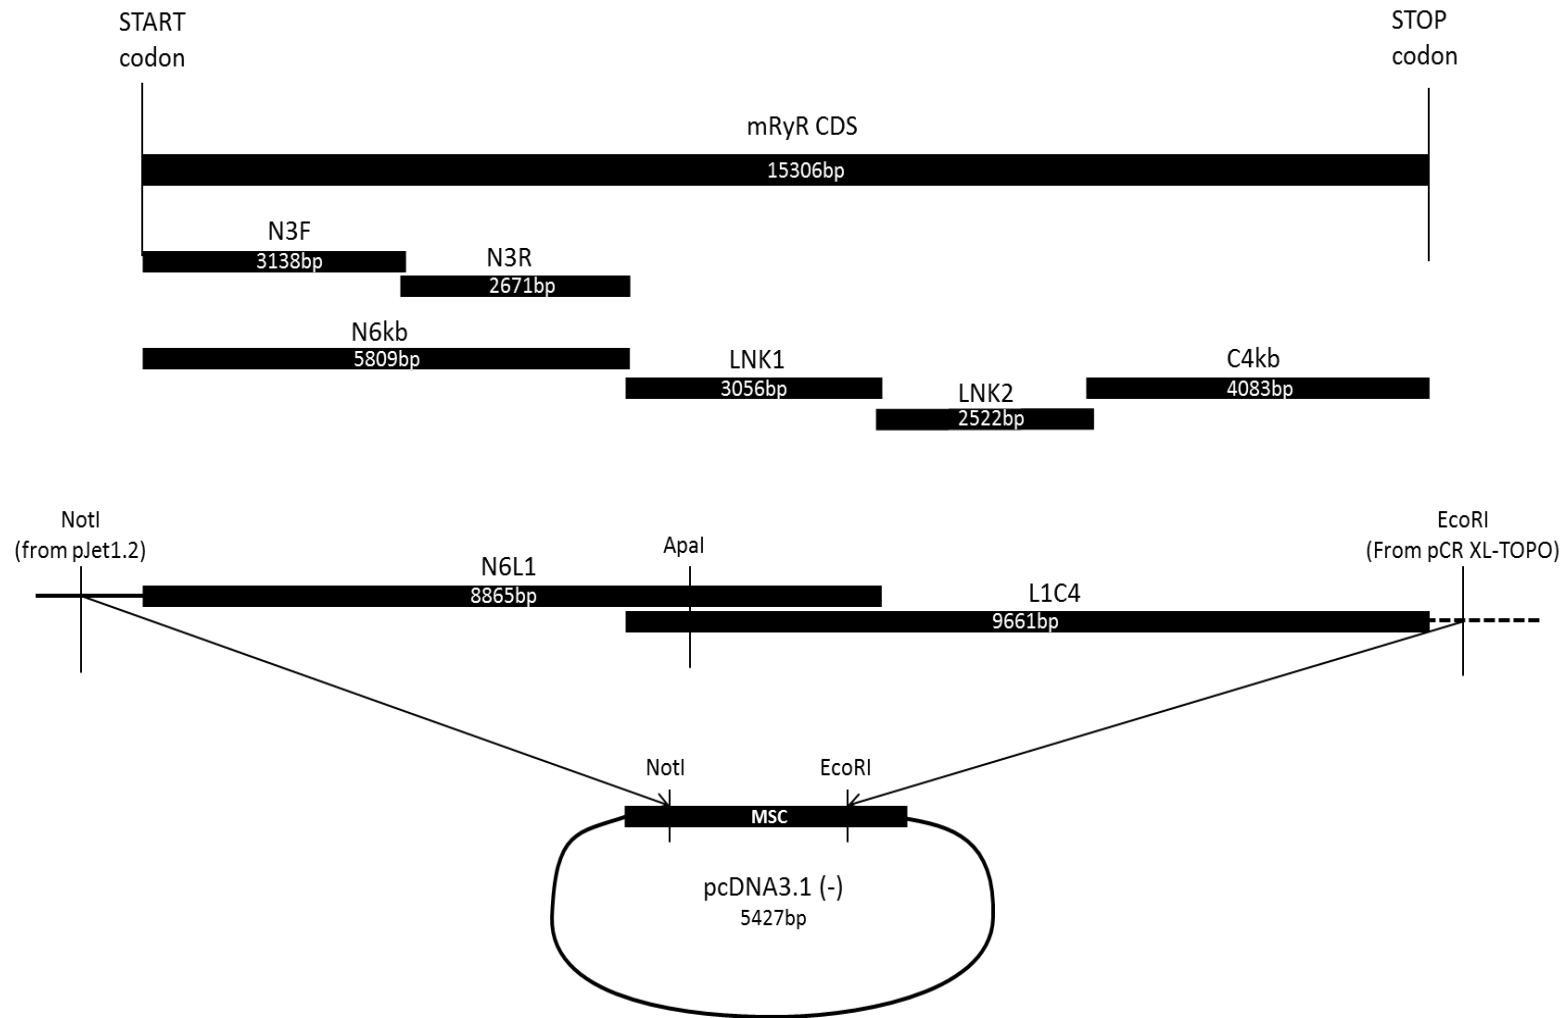 START
codon
STOP
codon
mRyR CDS
15306bp
N3F
3138bp
N3R
2671bp
N6kb
5809bp
LNK1
3056bp
LNK2
2522bp
C4kb
4083bp
NotI
(from pJet1.2)
ApaI
EcoRI
(From pCR XL-TOPO)
N6L1
8865bp
L1C4
9661bp
NotI
EcoRI
MSC
pcDNA3.1 (-)
5427bp